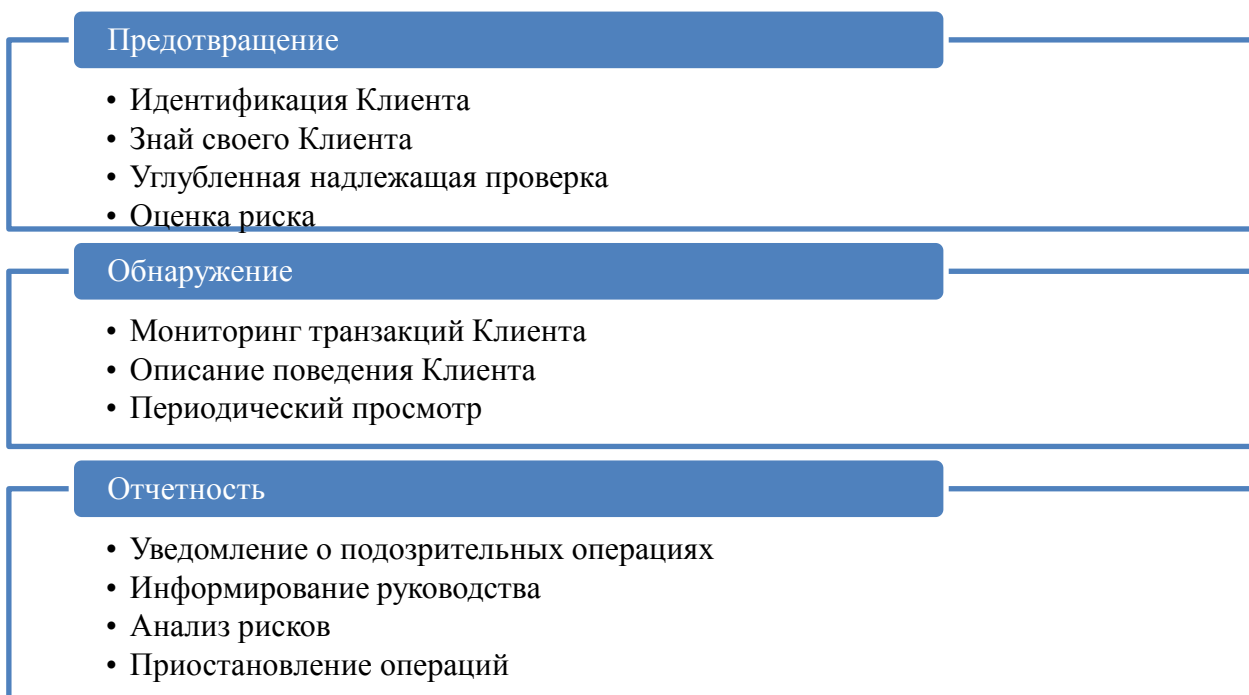 Предотвращение
• Идентификация Клиента
• Знай своего Клиента
• Углубленная надлежащая проверка
• Оценка риска
Обнаружение
• Мониторинг транзакций Клиента
• Описание поведения Клиента
• Периодический просмотр
Отчетность
• Уведомление о подозрительных операциях
• Информирование руководства
• Анализ рисков
• Приостановление операций